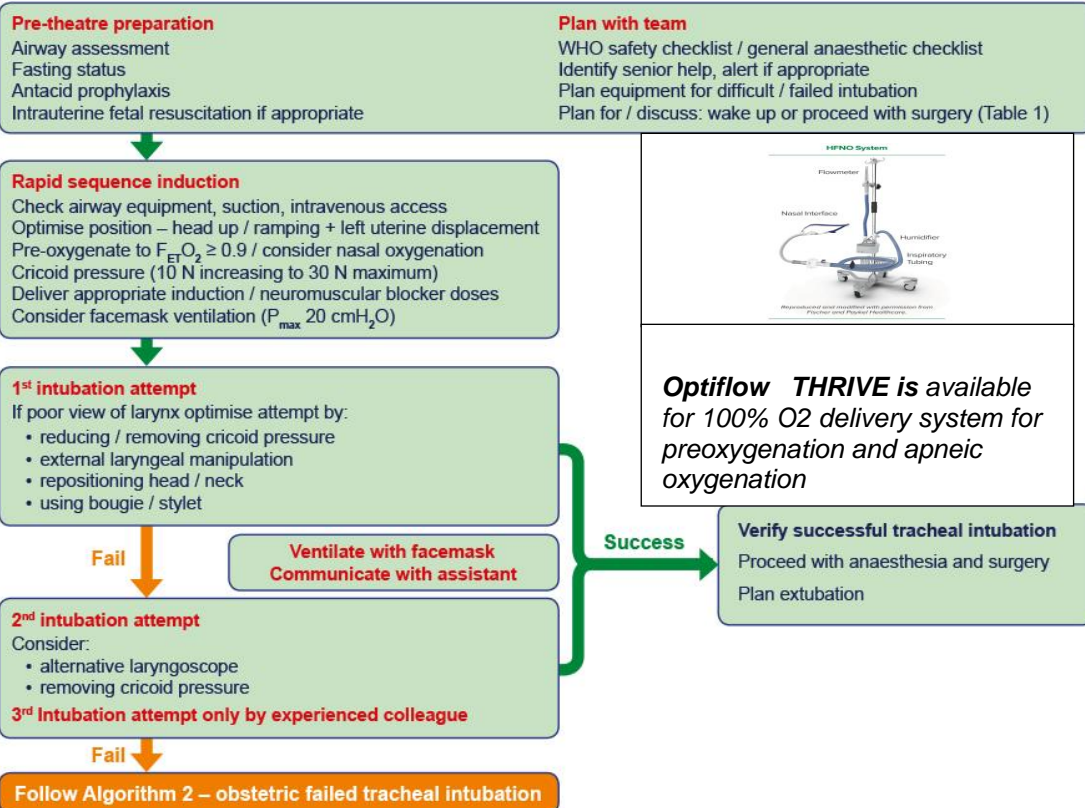 Pre-theatre preparation
Airway assessment
Fasting status
Antacid prophylaxis
Intrauterine fetal resuscitation if appropriate
Plan with team
WHO safety checklist / general anaesthetic checklist
Identify senior help, alert if appropriate
Plan equipment for difficult / failed intubation
Plan for / discuss: wake up or proceed with surgery (Table 1)
HFNO System
Flowmeter
Nasal Interface
Humidifier
Inspiratory
Tubing
Reproduced and modified with permission from
Fischer and Paykel Healthcare.
Optiflow THRIVE is available
for 100% O2 delivery system for
preoxygenation and apneic
oxygenation
Rapid sequence induction
Check airway equipment, suction, intravenous access
Optimise position – head up / ramping + left uterine displacement
Pre-oxygenate to FETO2 ≥ 0.9 / consider nasal oxygenation
Cricoid pressure (10 N increasing to 30 N maximum)
Deliver appropriate induction / neuromuscular blocker doses
Consider facemask ventilation (Pmax 20 cmH2O)
1st intubation attempt
If poor view of larynx optimise attempt by:
• reducing / removing cricoid pressure
• external laryngeal manipulation
• repositioning head / neck
• using bougie / stylet
Fail
Ventilate with facemask
Communicate with assistant
Success
Verify successful tracheal intubation
Proceed with anaesthesia and surgery
Plan extubation
2nd intubation attempt
Consider:
• alternative laryngoscope
• removing cricoid pressure
3rd Intubation attempt only by experienced colleague
Fail
Follow Algorithm 2 – obstetric failed tracheal intubation